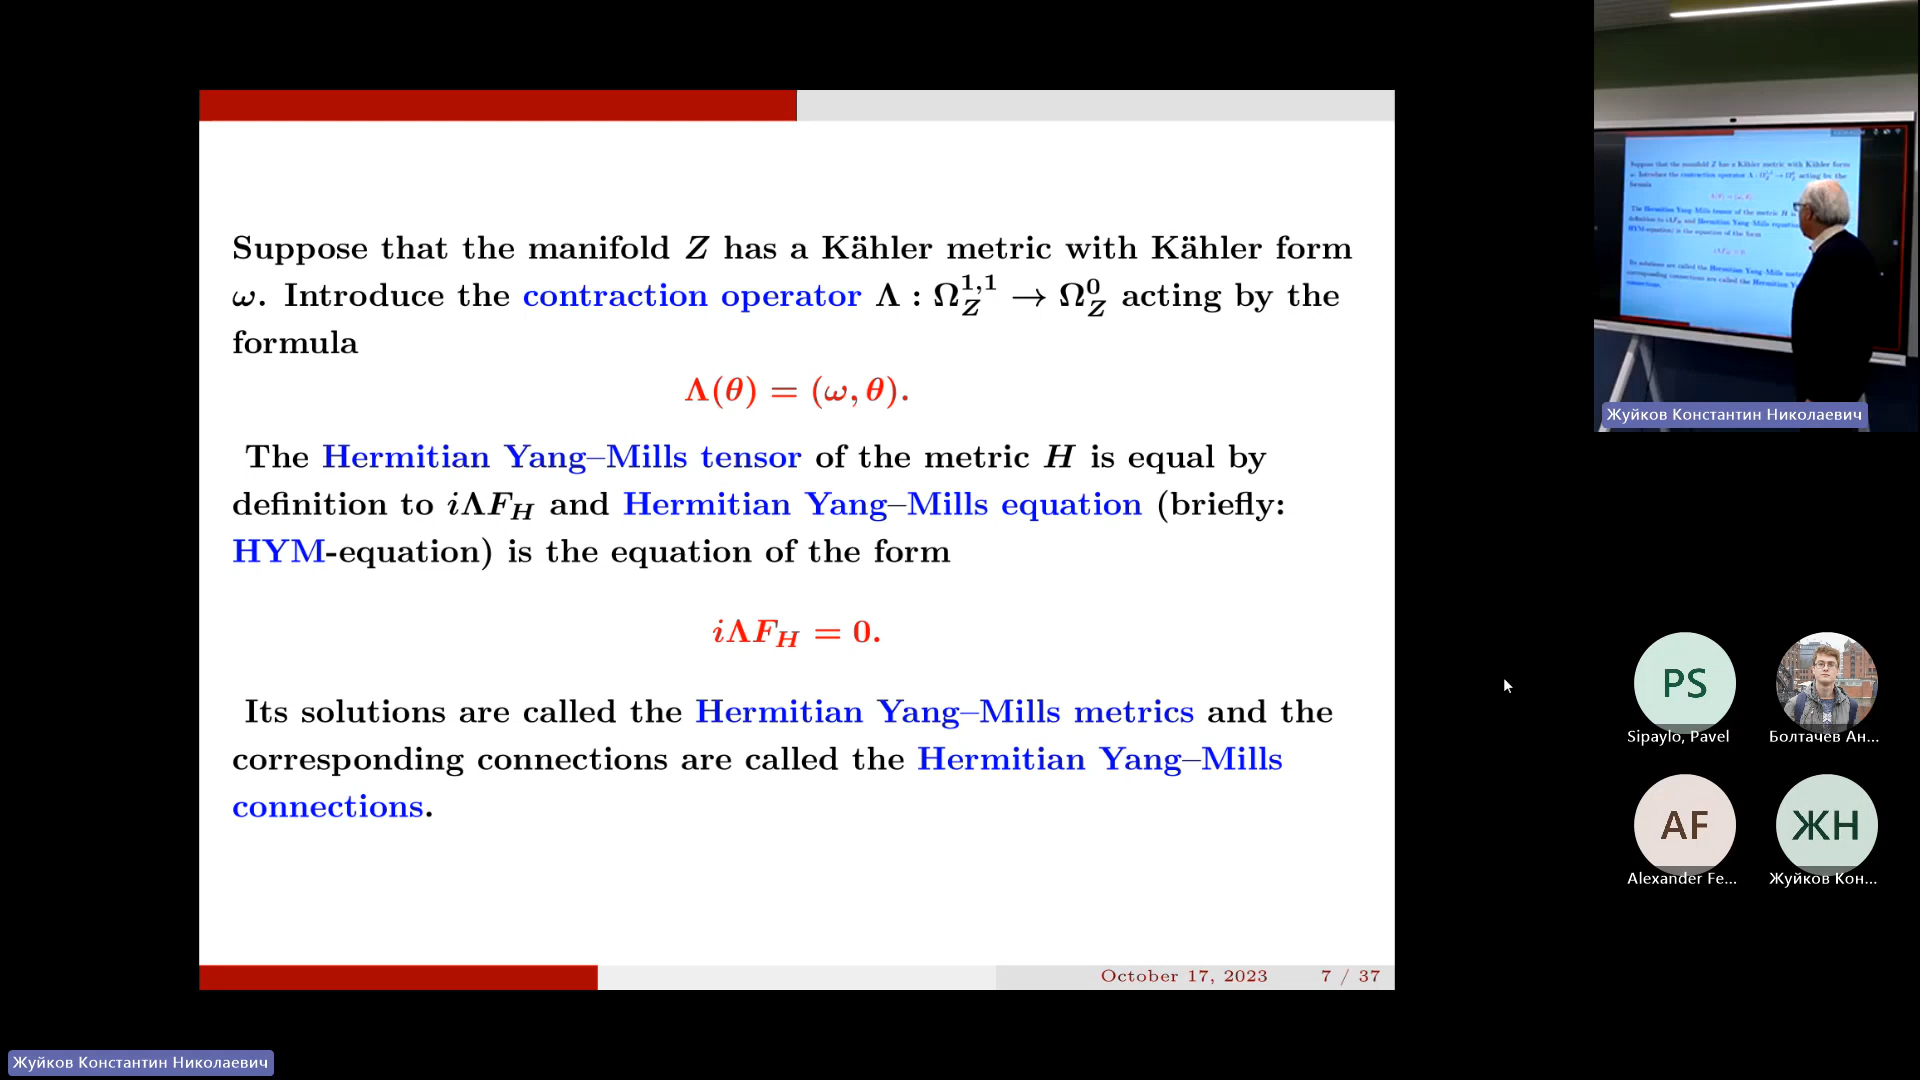 Suppose that the manifold Z has a Kähler metric with Kähler form
ω. Introduce the contraction operator Λ : Ω_Z^{1,1} → Ω_Z^0 acting by the
formula
Λ(θ) = (ω, θ).
The Hermitian Yang–Mills tensor of the metric H is equal by
definition to iΛF_H and Hermitian Yang–Mills equation (briefly:
HYM-equation) is the equation of the form
iΛF_H = 0.
Its solutions are called the Hermitian Yang–Mills metrics and the
corresponding connections are called the Hermitian Yang–Mills
connections.
October 17, 2023 7 / 37
Жуйков Константин Николаевич
PS
Sipaylo, Pavel
Болтачев Ан...
AF
Alexander Fe...
ЖН
Жуйков Кон...
Жуйков Константин Николаевич